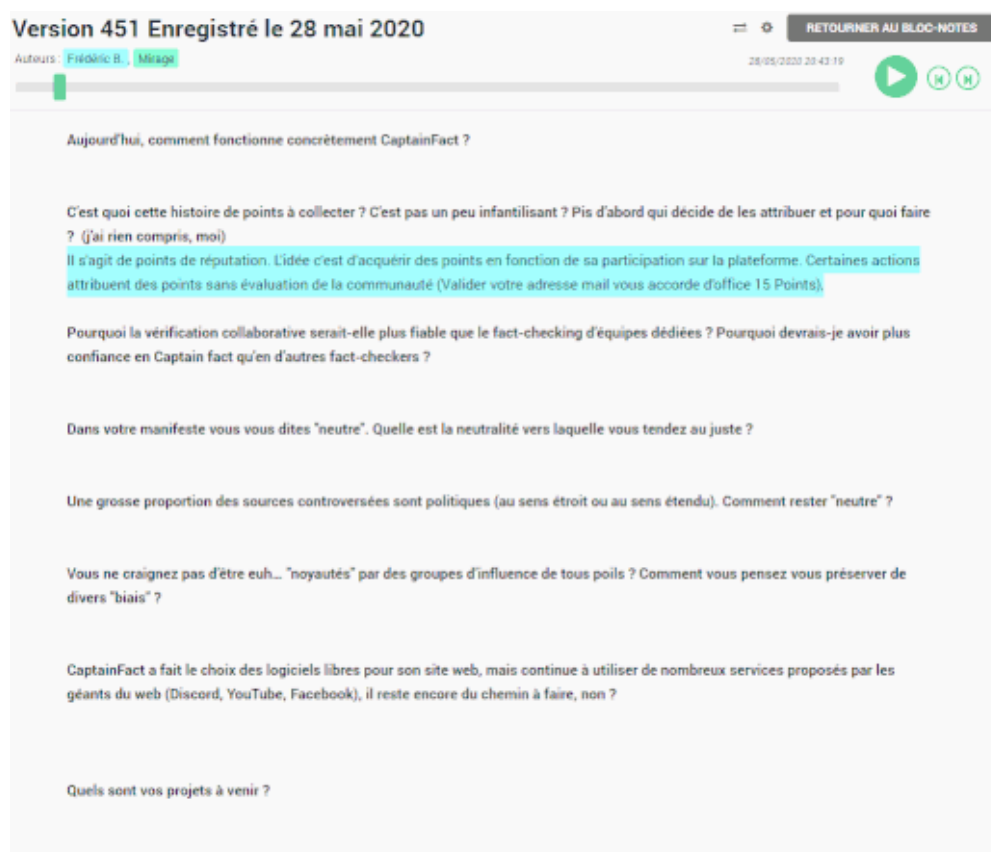 Version 451 Enregistré le 28 mai 2020
RETOURNER AU BLOC-NOTES
Auteurs : Frédéric B. , Mirage
28/05/2020 20:43:19
Aujourd'hui, comment fonctionne concrètement CaptainFact ?
C'est quoi cette histoire de points à collecter ? C'est pas un peu infantilisant ? Pis d'abord qui décide de les attribuer et pour quoi faire
? (j'ai rien compris, moi)
Il s'agit de points de réputation. L'idée c'est d'acquérir des points en fonction de sa participation sur la plateforme. Certaines actions
attribuent des points sans évaluation de la communauté (Valider votre adresse mail vous accorde d'office 15 Points).
Pourquoi la vérification collaborative serait-elle plus fiable que le fact-checking d'équipes dédiées ? Pourquoi devrais-je avoir plus
confiance en Captain fact qu'en d'autres fact-checkers ?
Dans votre manifeste vous vous dites "neutre". Quelle est la neutralité vers laquelle vous tendez au juste ?
Une grosse proportion des sources controversées sont politiques (au sens étroit ou au sens étendu). Comment rester "neutre" ?
Vous ne craignez pas d'être euh... "noyautés" par des groupes d'influence de tous poils ? Comment vous pensez vous préserver de
divers "biais" ?
CaptainFact a fait le choix des logiciels libres pour son site web, mais continue à utiliser de nombreux services proposés par les
géants du web (Discord, YouTube, Facebook), il reste encore du chemin à faire, non ?
Quels sont vos projets à venir ?